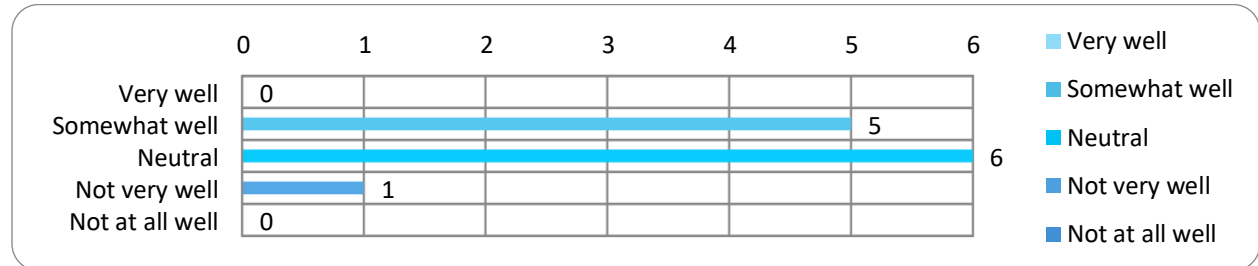 0 1 2 3 4 5 6
Very well 0
Somewhat well 5
Neutral 6
Not very well 1
Not at all well 0
Very well
Somewhat well
Neutral
Not very well
Not at all well